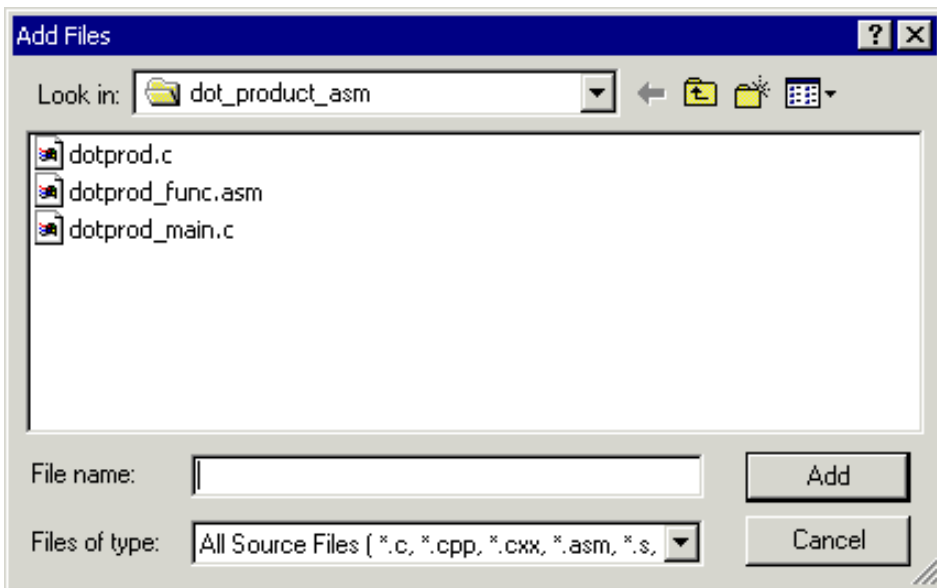 Add Files
Look in: dot_product_asm
dotprod.c
dotprod_func.asm
dotprod_main.c
File name: Add
Files of type: All Source Files ( *.c, *.cpp, *.cxx, *.asm, *.s, Cancel